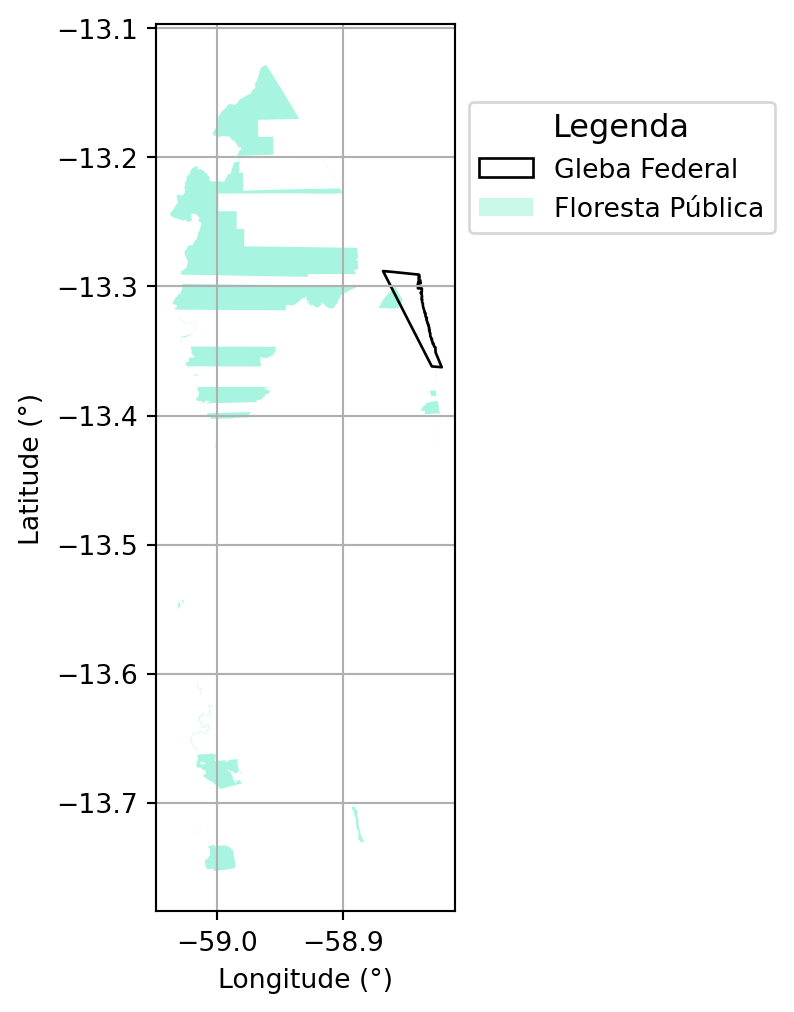 −13.1
−13.2
−13.3
−13.4
−13.5
−13.6
−13.7
Latitude (°)
−59.0
−58.9
Longitude (°)
Legenda
Gleba Federal
Floresta Pública